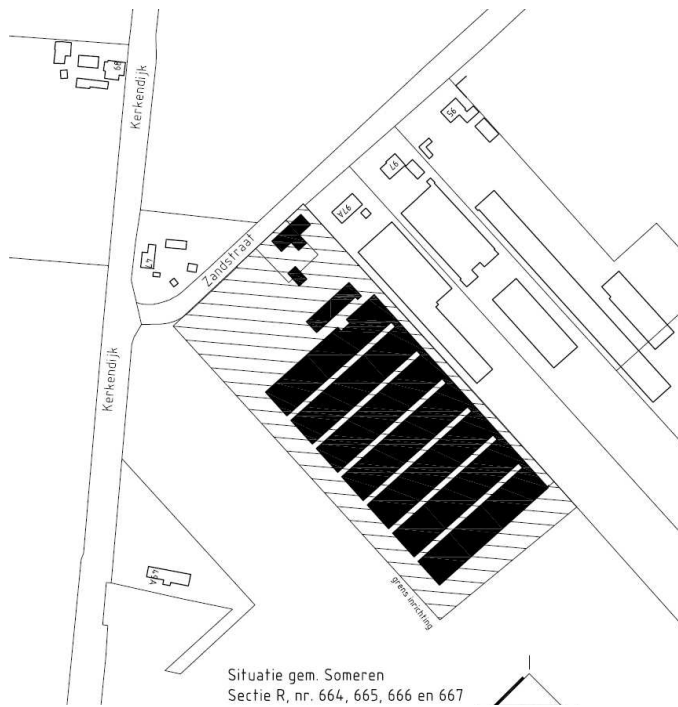 68
Kerkendijk
95
97
97A
47
Zandstraat
Kerkendijk
49A
grens inrichting
Situatie gem. Someren
Sectie R, nr. 664, 665, 666 en 667